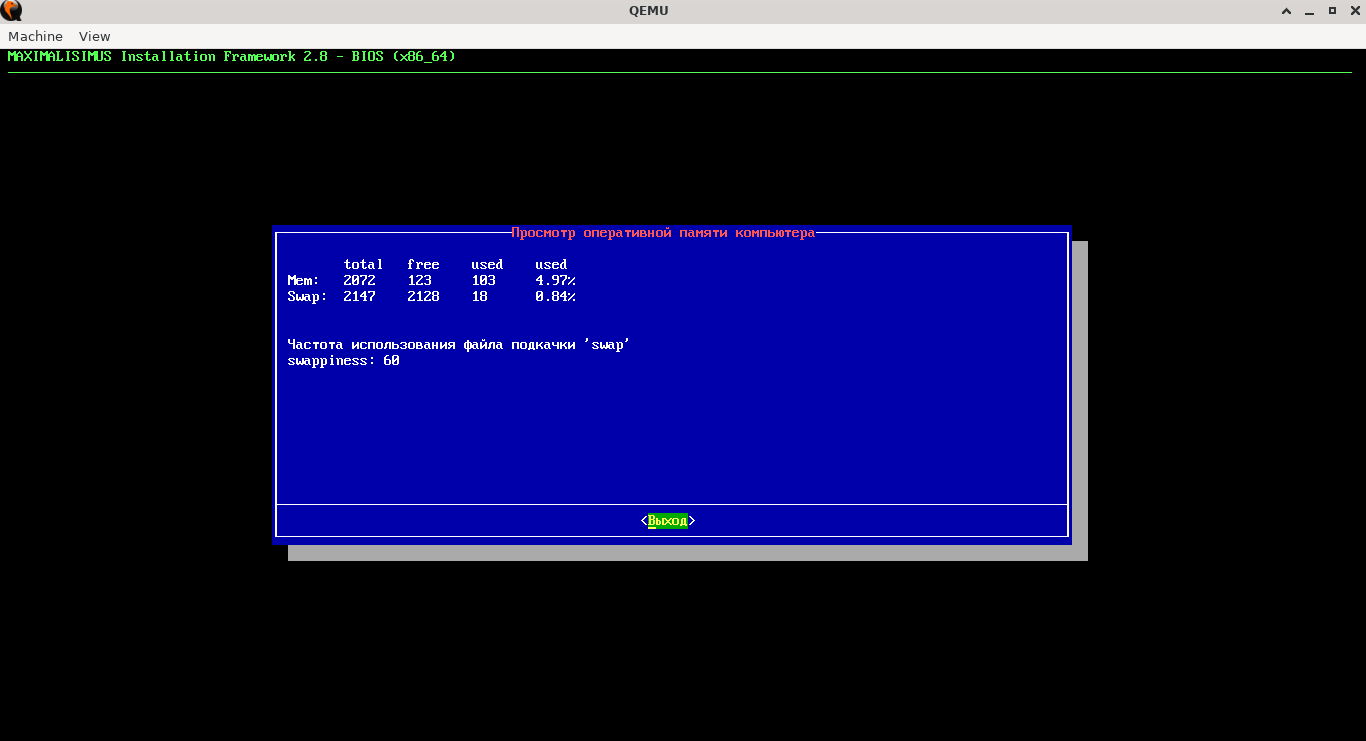 QEMU
Machine View
MAXIMALISIMUS Installation Framework 2.8 - BIOS (x86_64)
Просмотр оперативной памяти компьютера
total free used used
Mem: 2072 123 103 4.97%
Swap: 2147 2128 18 0.84%
Частота использования файла подкачки 'swap'
swappiness: 60
<Выход>